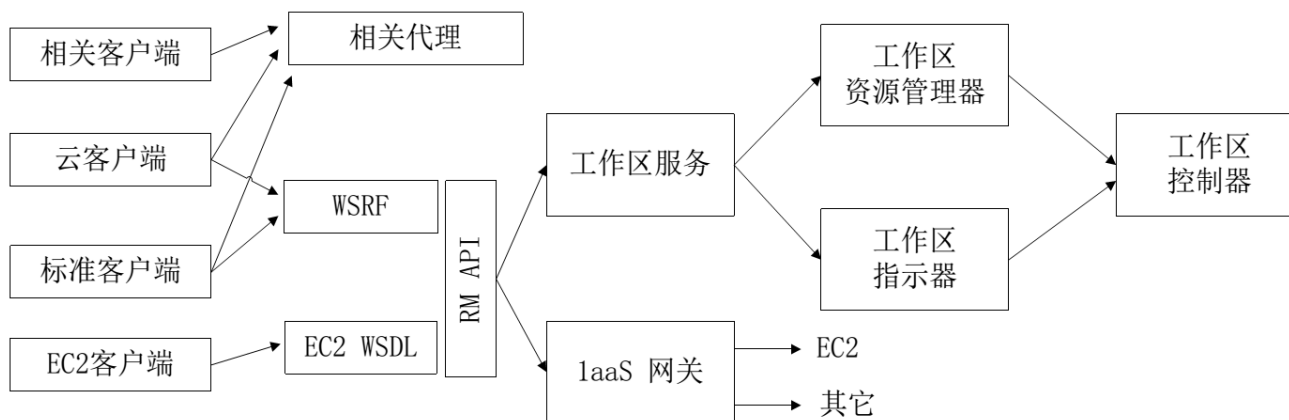 相关客户端
云客户端
标准客户端
EC2客户端
相关代理
WSRF
EC2 WSDL
RM API
工作区服务
1aaS 网关
工作区
资源管理器
工作区
指示器
EC2
其它
工作区
控制器